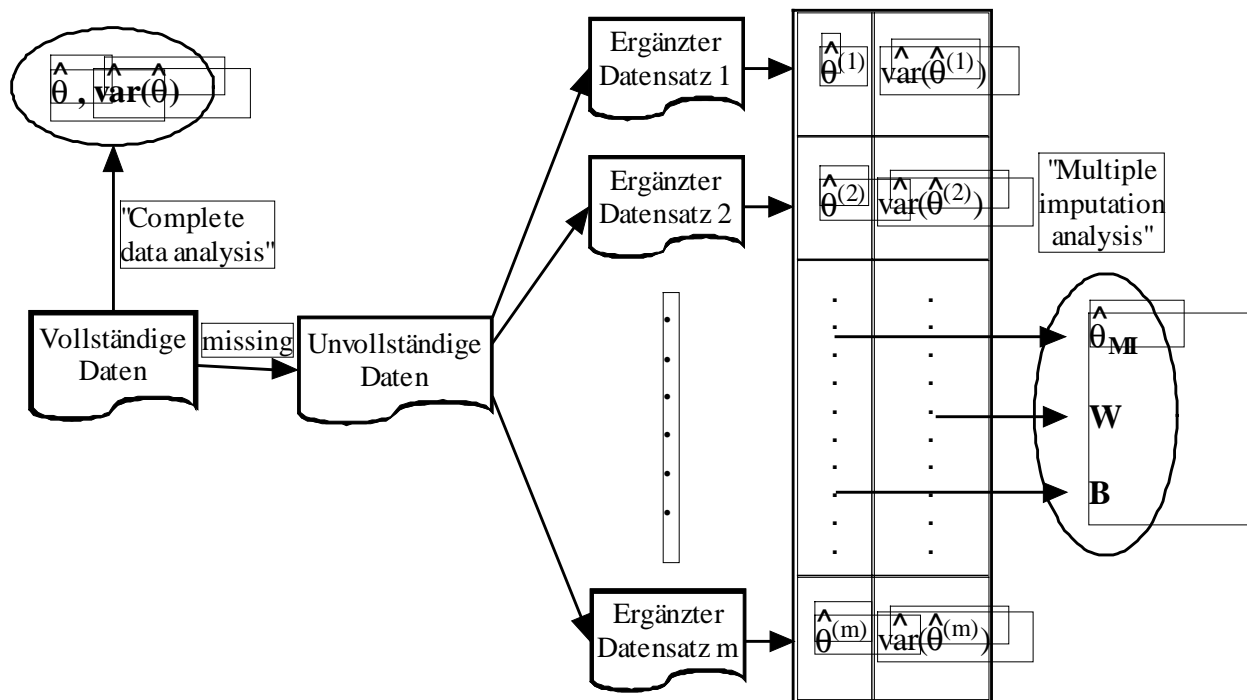 θ̂ , vâr(θ̂)
"Complete
data analysis"
Vollständige
Daten
missing
Unvollständige
Daten
Ergänzter
Datensatz 1
Ergänzter
Datensatz 2
Ergänzter
Datensatz m
θ̂⁽¹⁾ vâr(θ̂⁽¹⁾)
θ̂⁽²⁾ vâr(θ̂⁽²⁾)
θ̂⁽ᵐ⁾ vâr(θ̂⁽ᵐ⁾)
"Multiple
imputation
analysis"
θ̂MI
W
B